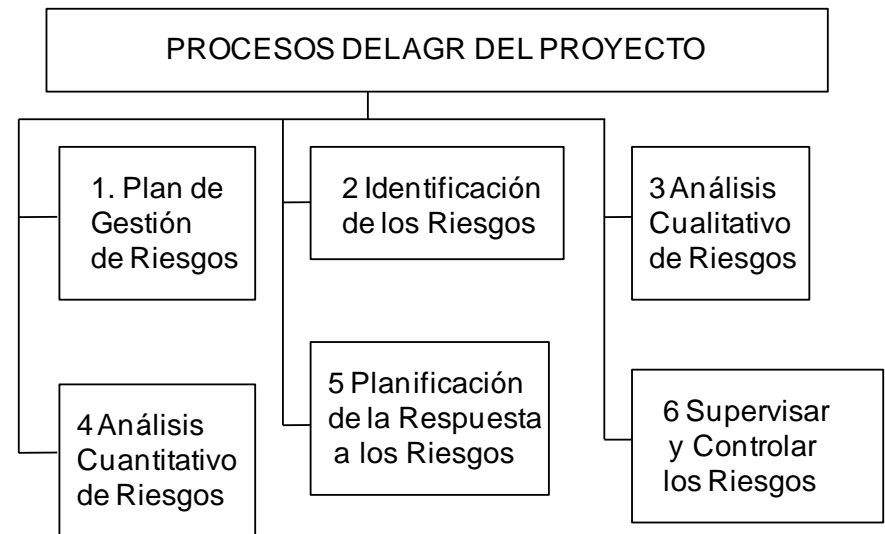 PROCESOS DELAGR DEL PROYECTO
1. Plan de
Gestión
de Riesgos
2 Identificación
de los Riesgos
3 Análisis
Cualitativo
de Riesgos
4 Análisis
Cuantitativo
de Riesgos
5 Planificación
de la Respuesta
a los Riesgos
6 Supervisar
y Controlar
los Riesgos